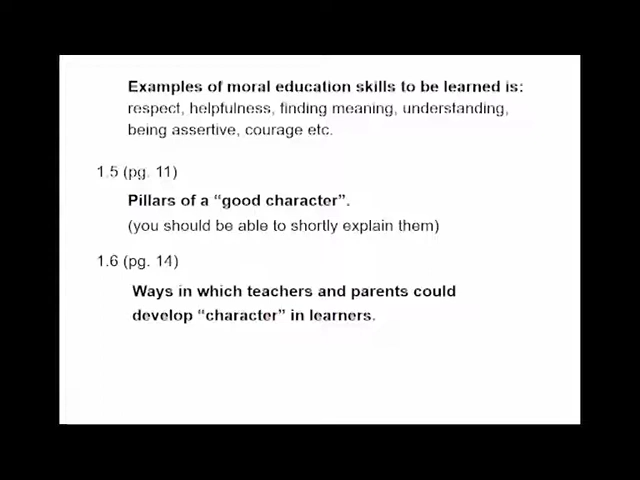 Examples of moral education skills to be learned is:
respect, helpfulness, finding meaning, understanding,
being assertive, courage etc.
1.5 (pg. 11)
Pillars of a “good character”.
(you should be able to shortly explain them)
1.6 (pg. 14)
Ways in which teachers and parents could
develop “character” in learners.